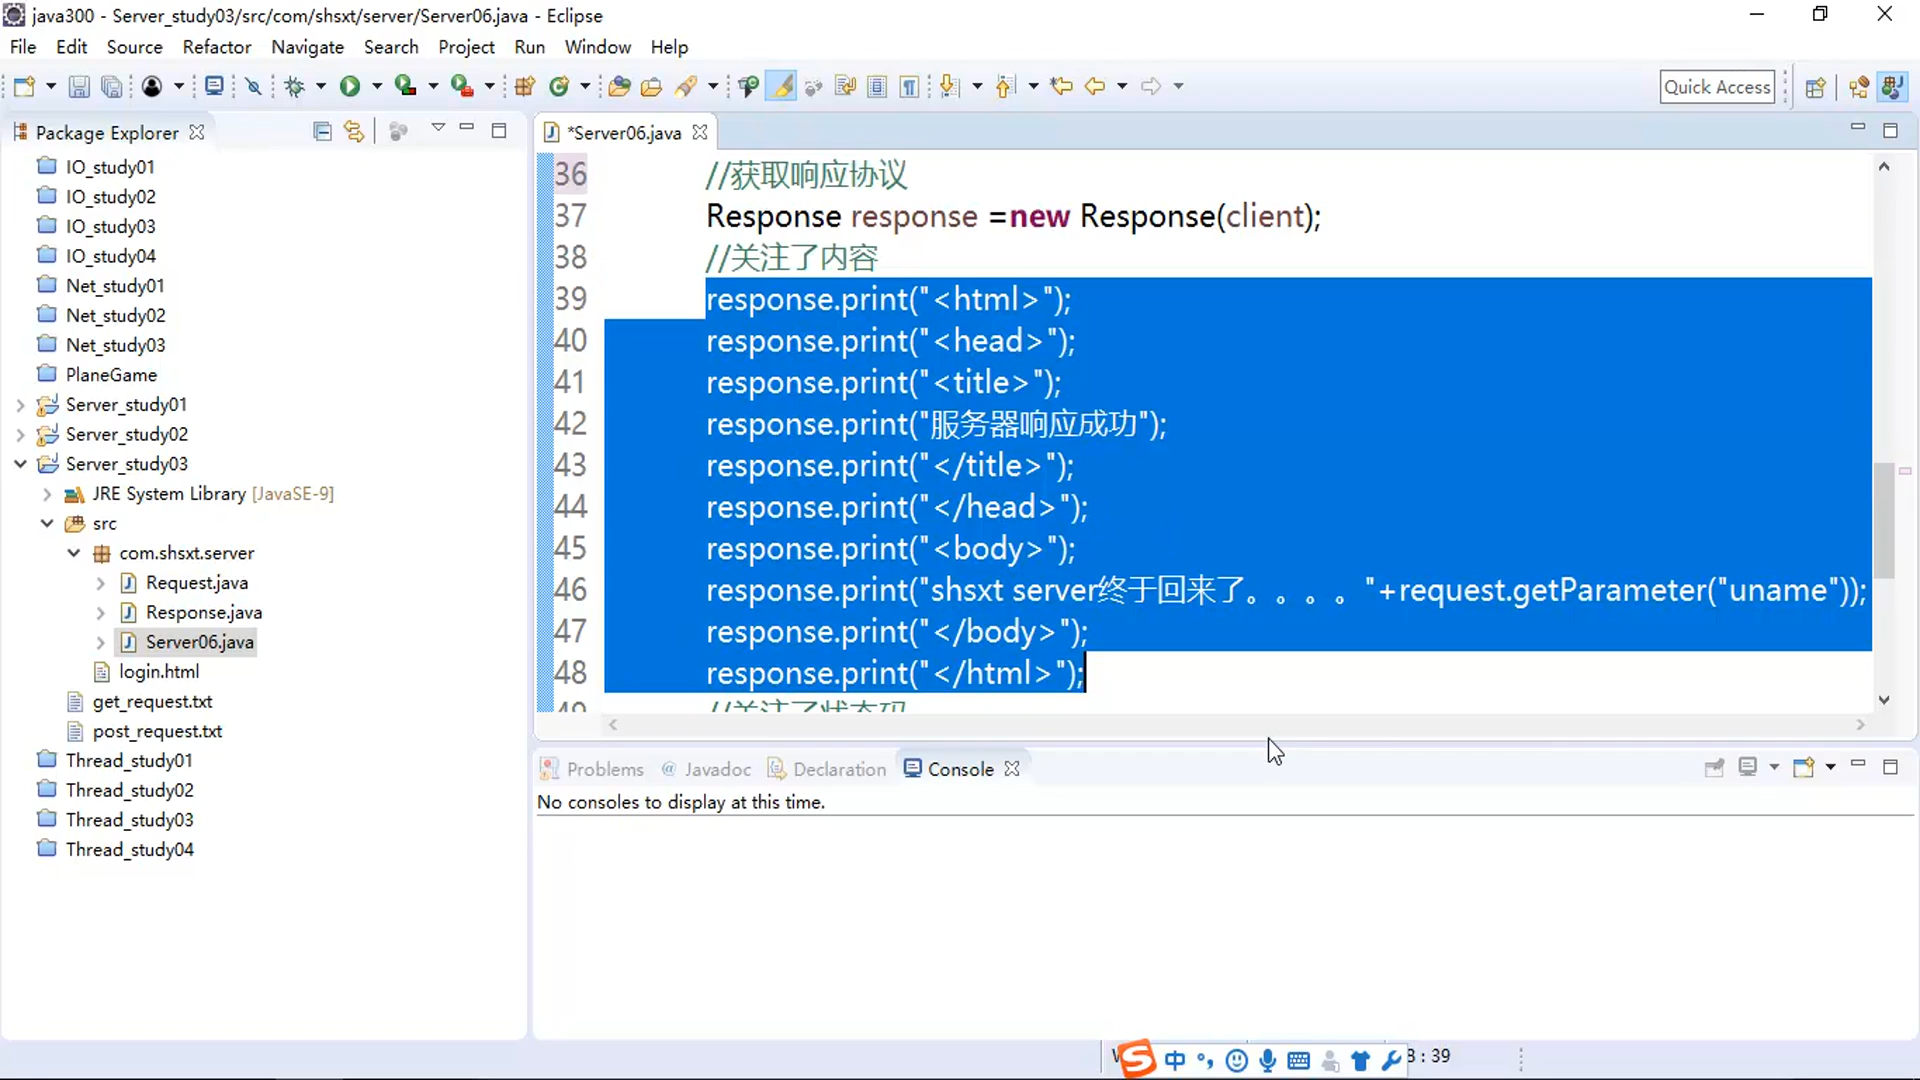 java300 - Server_study03/src/com/shsxt/server/Server06.java - Eclipse
File Edit Source Refactor Navigate Search Project Run Window Help
Quick Access
Package Explorer
IO_study01
IO_study02
IO_study03
IO_study04
Net_study01
Net_study02
Net_study03
PlaneGame
Server_study01
Server_study02
Server_study03
JRE System Library [JavaSE-9]
src
com.shsxt.server
Request.java
Response.java
Server06.java
login.html
get_request.txt
post_request.txt
Thread_study01
Thread_study02
Thread_study03
Thread_study04
*Server06.java
36 //获取响应协议
37 Response response =new Response(client);
38 //关注了内容
39 response.print("<html>");
40 response.print("<head>");
41 response.print("<title>");
42 response.print("服务器响应成功");
43 response.print("</title>");
44 response.print("</head>");
45 response.print("<body>");
46 response.print("shsxt server终于回来了。。。。"+request.getParameter("uname"));
47 response.print("</body>");
48 response.print("</html>");
49 //关注了状态码
Problems @ Javadoc Declaration Console
No consoles to display at this time.
中
: 39